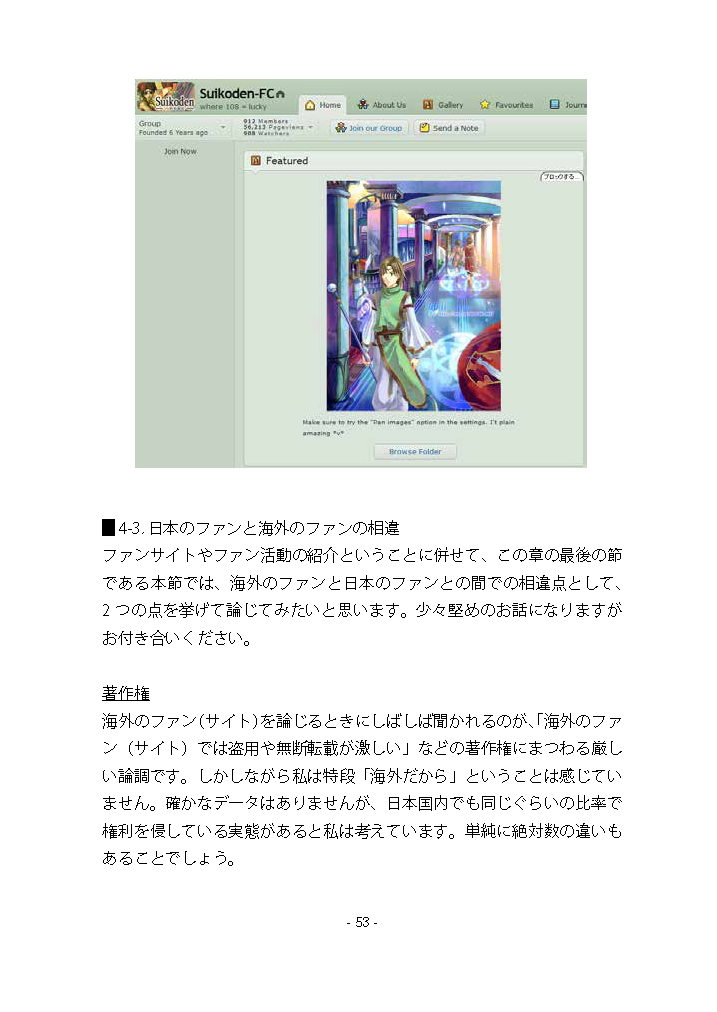 Suikoden
Suikoden-FC
where 108 = lucky
Home
About Us
Gallery
Favourites
Journ
Group
Founded 6 Years ago
912 Members
56,213 Pageviews
608 Watchers
Join our Group
Send a Note
Join Now
Featured
ブロックする...
Make sure to try the "Pan images" option in the settings. I't plain
amazing *v*
Browse Folder
■4-3.日本のファンと海外のファンの相違
ファンサイトやファン活動の紹介ということに併せて、この章の最後の節
である本節では、海外のファンと日本のファンとの間での相違点として、
2つの点を挙げて論じてみたいと思います。少々堅めのお話になりますが
お付き合いください。
著作権
海外のファン(サイト)を論じるときにしばしば聞かれるのが、「海外のファ
ン(サイト)では盗用や無断転載が激しい」などの著作権にまつわる厳し
い論調です。しかしながら私は特段「海外だから」ということは感じてい
ません。確かなデータはありませんが、日本国内でも同じぐらいの比率で
権利を侵している実態があると私は考えています。単純に絶対数の違いも
あることでしょう。
- 53 -